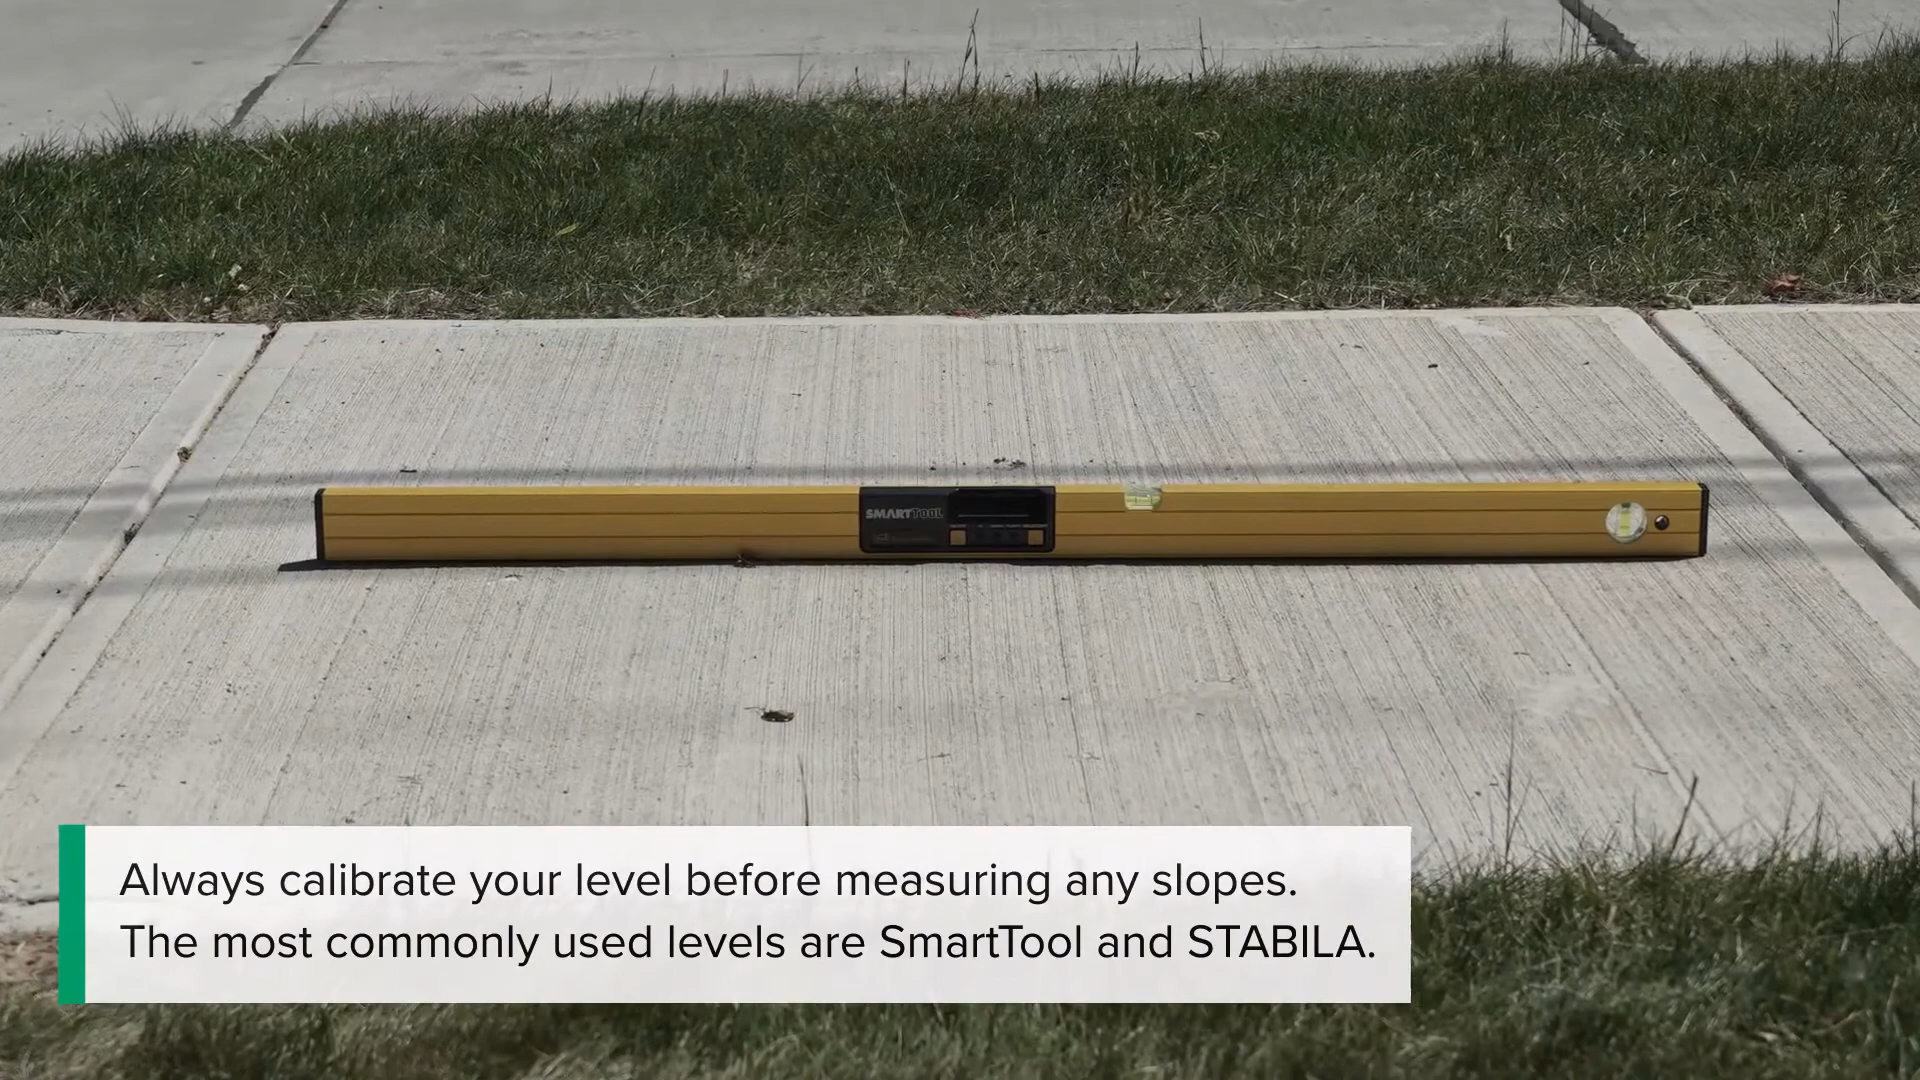 SMARTTOOL
Always calibrate your level before measuring any slopes.
The most commonly used levels are SmartTool and STABILA.